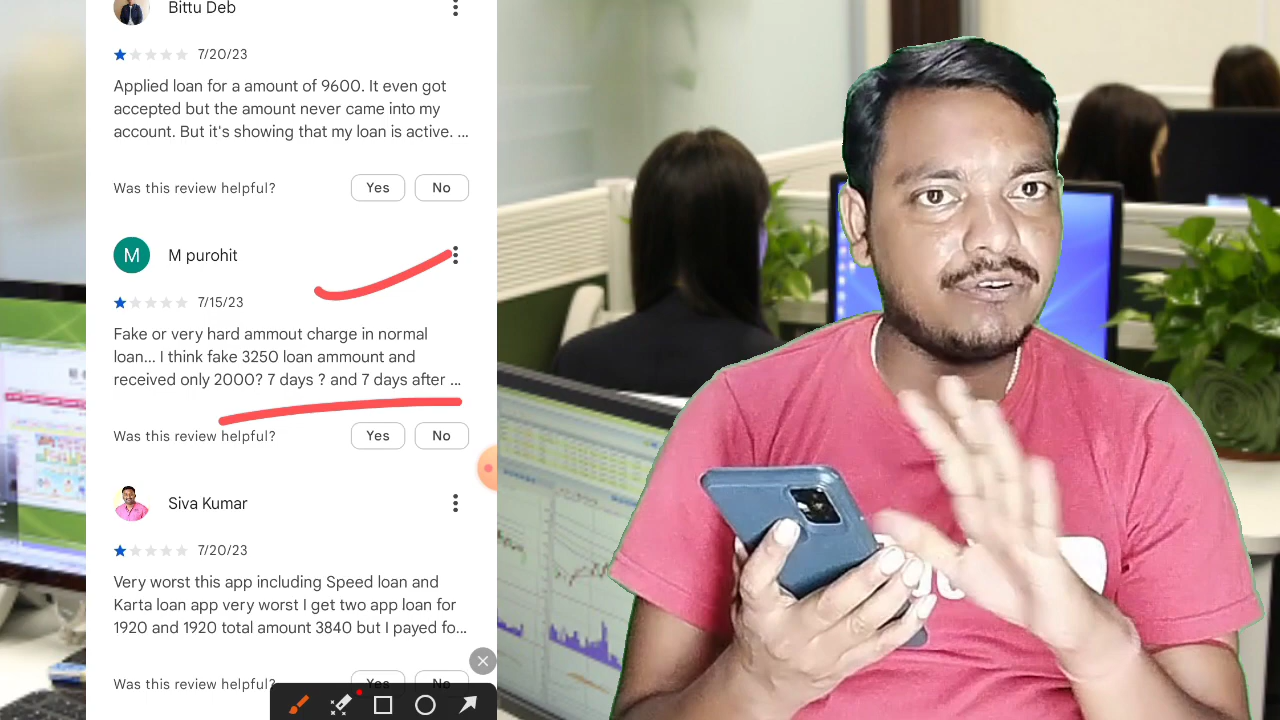 Bittu Deb
7/20/23
Applied loan for a amount of 9600. It even got
accepted but the amount never came into my
account. But it's showing that my loan is active. ...
Was this review helpful?
Yes
No
M
M purohit
7/15/23
Fake or very hard ammout charge in normal
loan... I think fake 3250 loan ammount and
received only 2000? 7 days ? and 7 days after ...
Was this review helpful?
Yes
No
Siva Kumar
7/20/23
Very worst this app including Speed loan and
Karta loan app very worst I get two app loan for
1920 and 1920 total amount 3840 but I payed fo...
Was this review helpful?
Yes
No